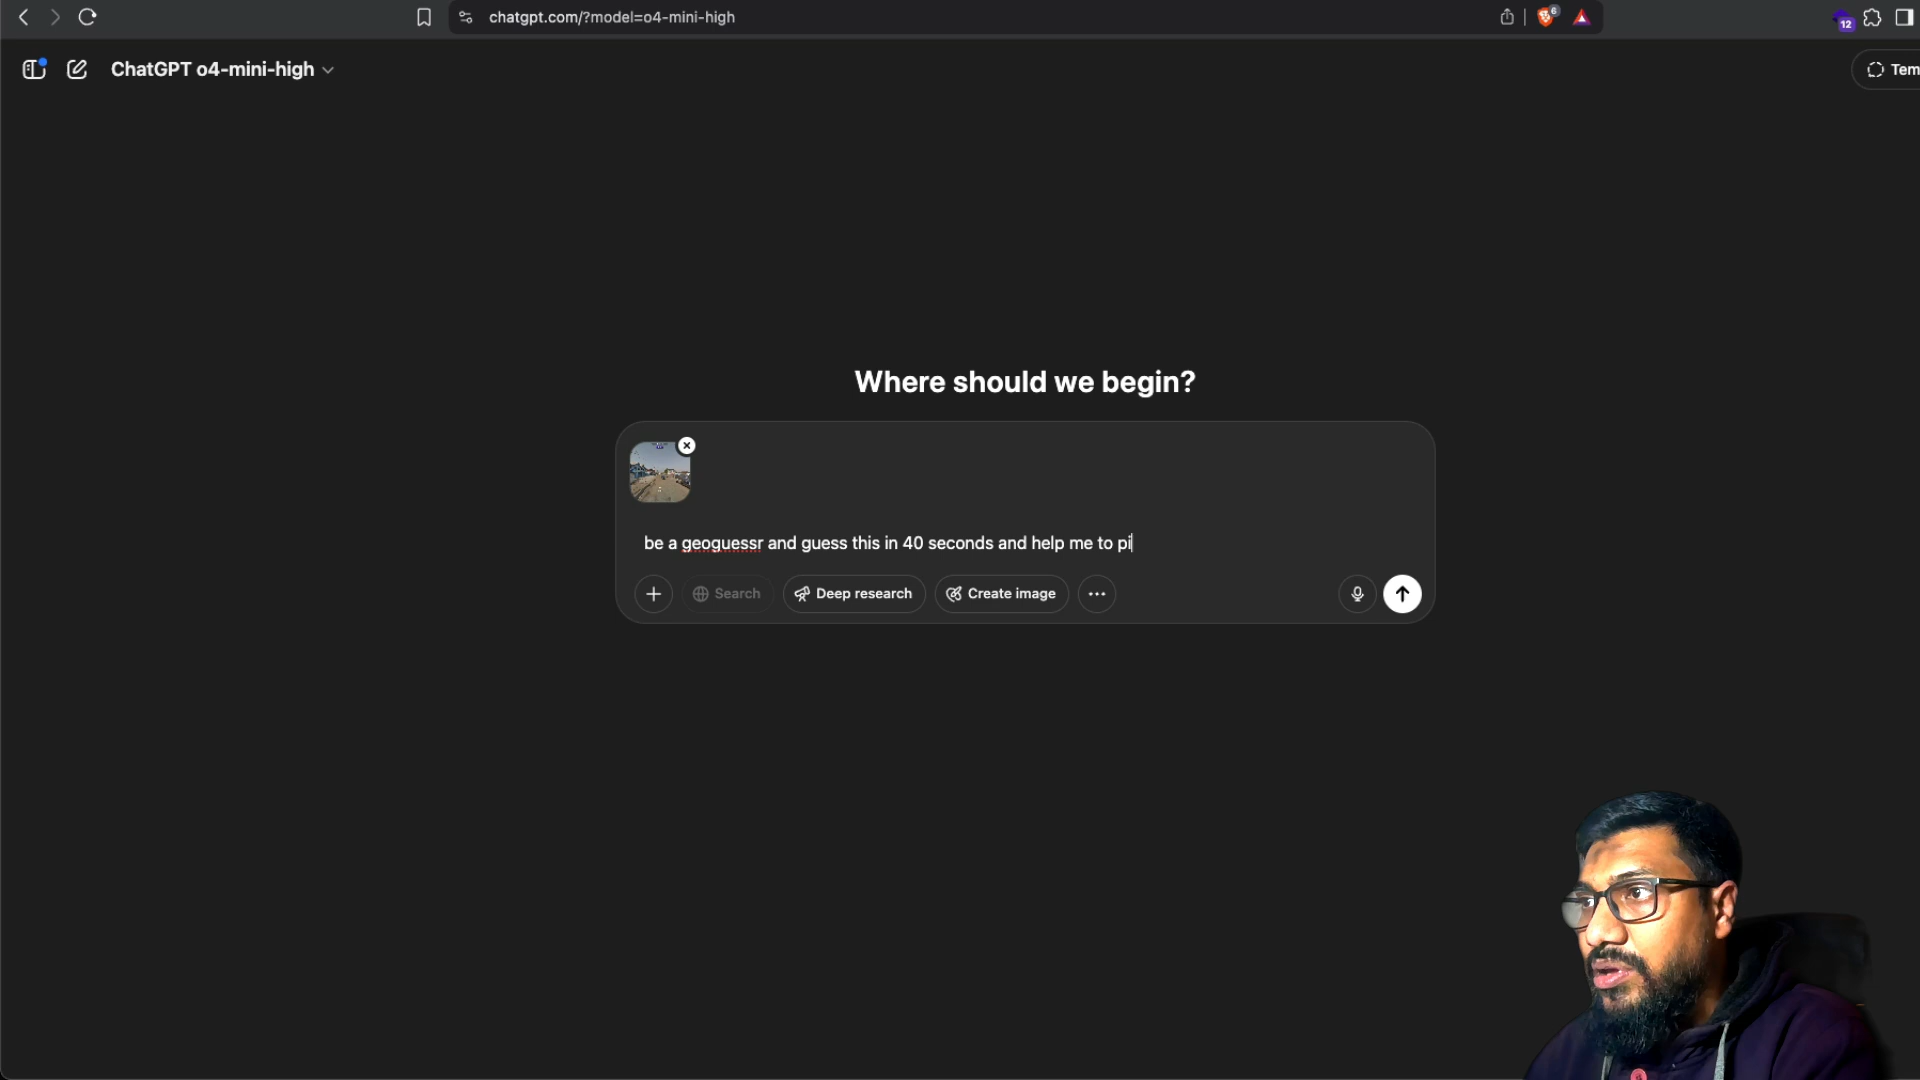 chatgpt.com/?model=o4-mini-high
6
12
ChatGPT o4-mini-high
Tem
Where should we begin?
be a geoguessr and guess this in 40 seconds and help me to pi
Search
Deep research
Create image